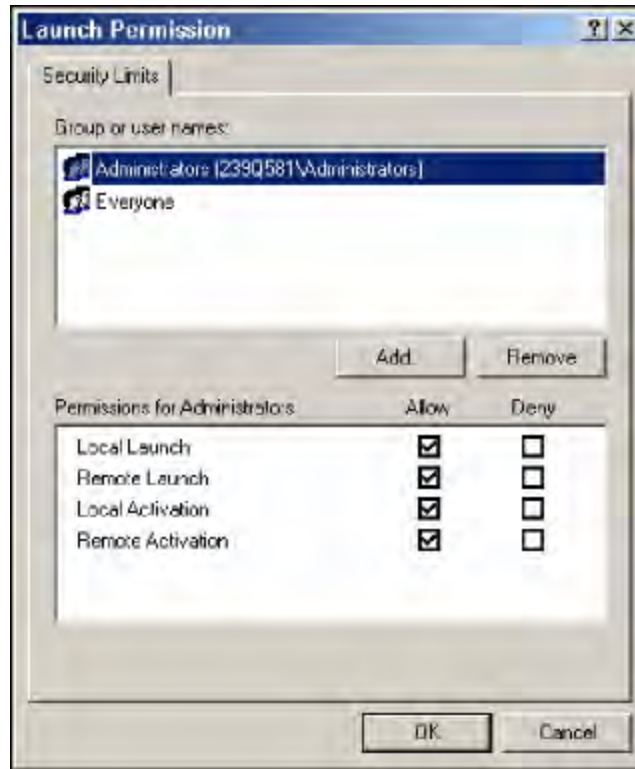 Launch Permission
Security Limits
Group or user names:
Administrators (239Q581\Administrators)
Everyone
Add...
Remove
Permissions for Administrators
Allow
Deny
Local Launch
Remote Launch
Local Activation
Remote Activation
OK
Cancel